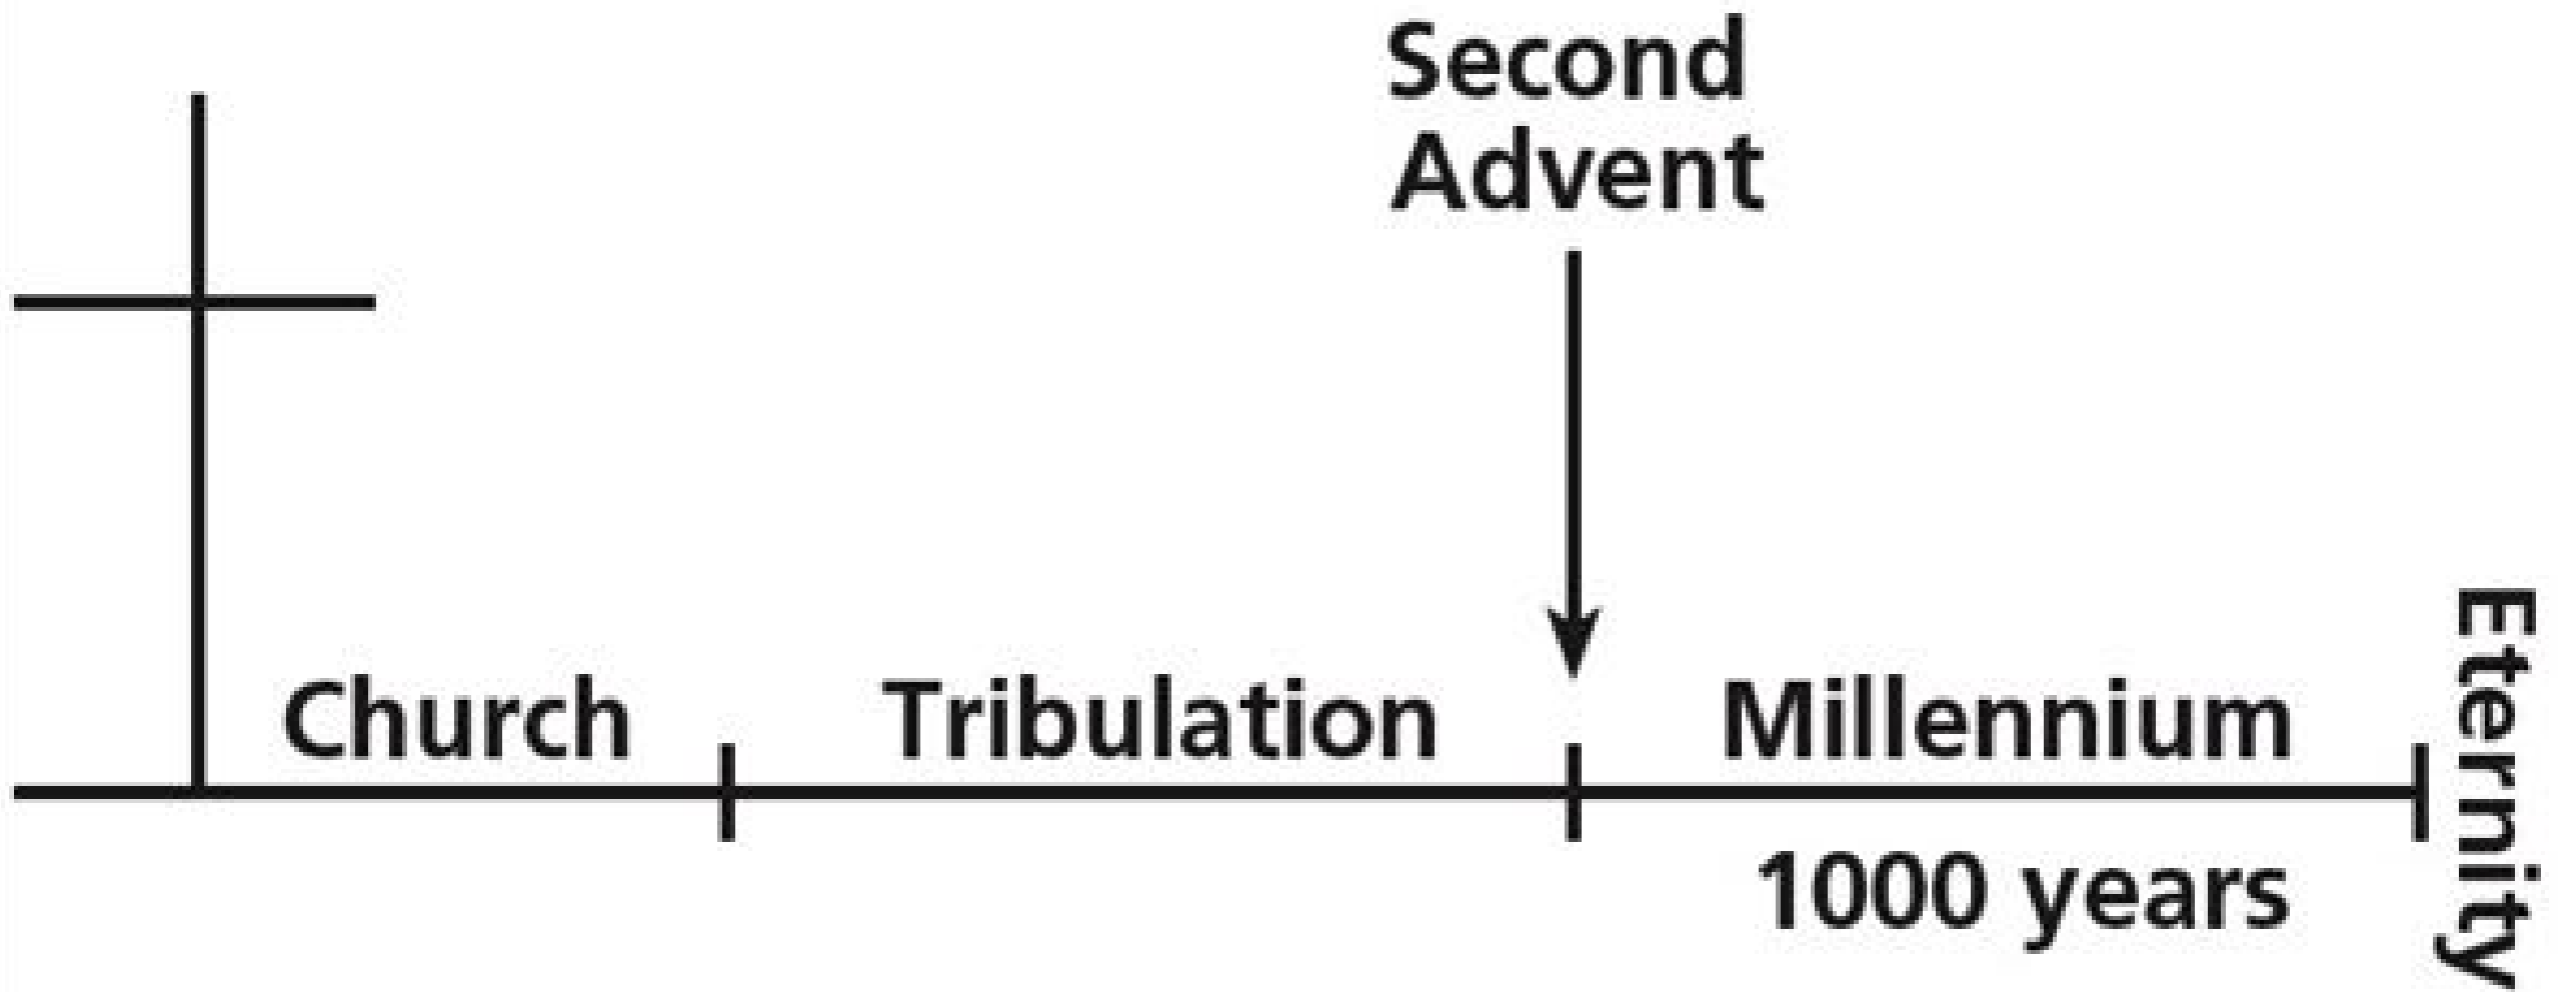 Second
Advent
Church
Tribulation
Millennium
1000 years
Eternity